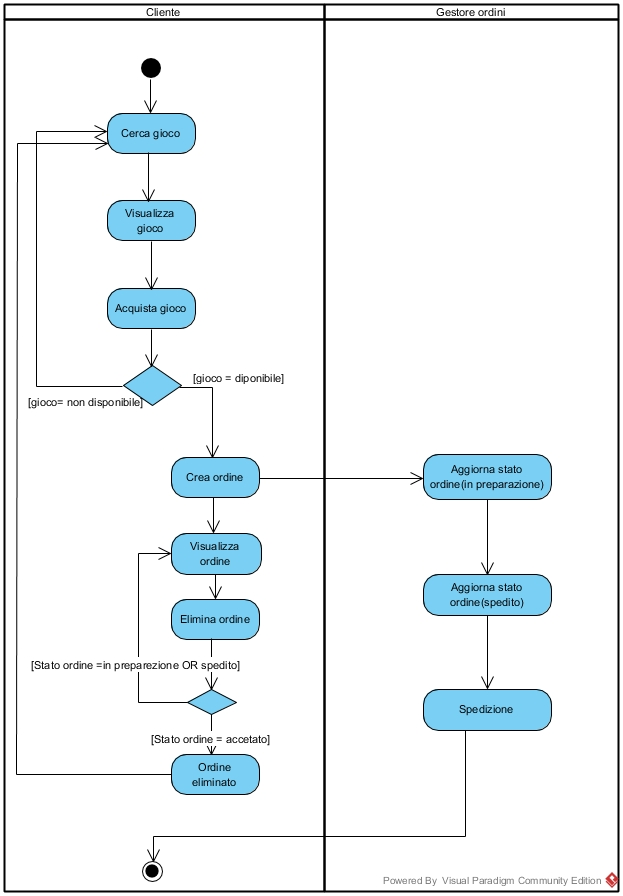 Cliente
Gestore ordini
Cerca gioco
Visualizza
gioco
Acquista gioco
[gioco = diponibile]
[gioco= non disponibile]
Crea ordine
Aggiorna stato
ordine(in preparazione)
Visualizza
ordine
Aggiorna stato
ordine(spedito)
Elimina ordine
[Stato ordine =in preparezione OR spedito]
Spedizione
[Stato ordine = accetato]
Ordine
eliminato
Powered By Visual Paradigm Community Edition